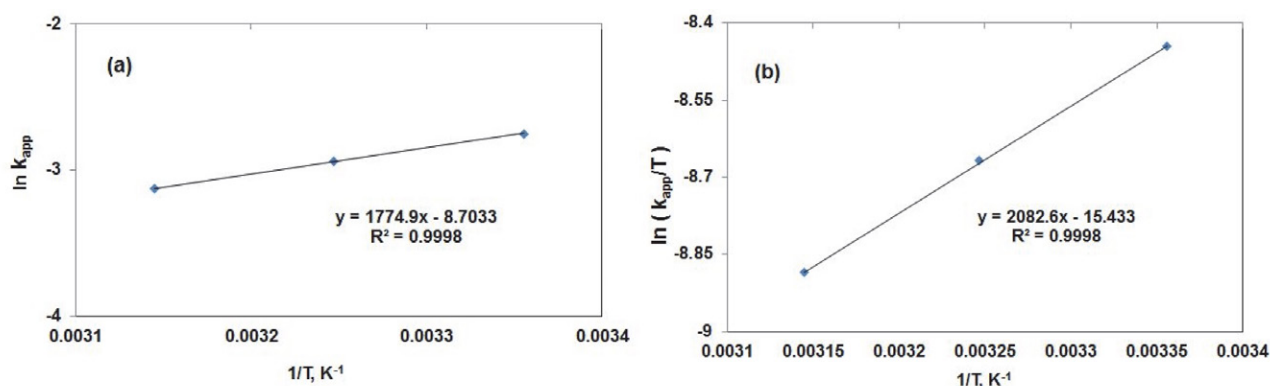 (a)
ln k_app
-2
-3
-4
y = 1774.9x - 8.7033
R² = 0.9998
0.0031 0.0032 0.0033 0.0034
1/T, K⁻¹
(b)
ln ( k_app/T )
-8.4
-8.55
-8.7
-8.85
-9
y = 2082.6x - 15.433
R² = 0.9998
0.0031 0.00315 0.0032 0.00325 0.0033 0.00335 0.0034
1/T, K⁻¹